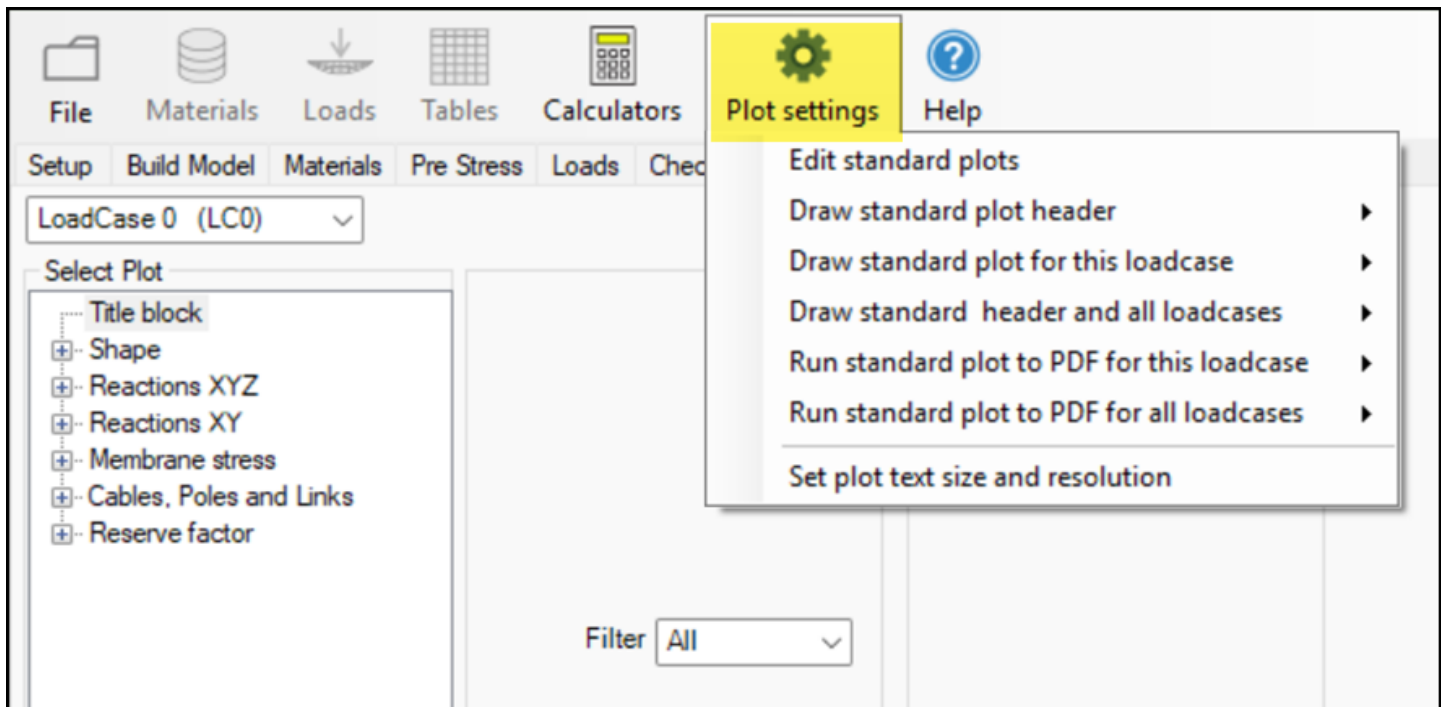 File
Materials
Loads
Tables
Calculators
Plot settings
Help
Setup
Build Model
Materials
Pre Stress
Loads
Chec
LoadCase 0 (LC0)
Select Plot
Title block
Shape
Reactions XYZ
Reactions XY
Membrane stress
Cables, Poles and Links
Reserve factor
Edit standard plots
Draw standard plot header
Draw standard plot for this loadcase
Draw standard  header and all loadcases
Run standard plot to PDF for this loadcase
Run standard plot to PDF for all loadcases
Set plot text size and resolution
Filter
All